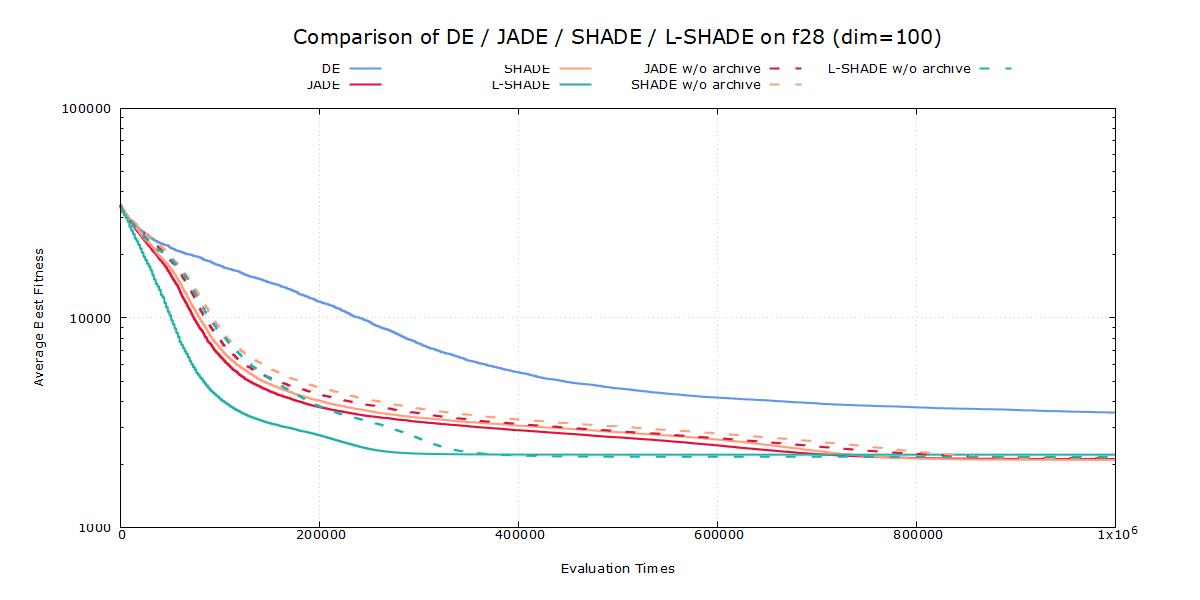 Comparison of DE / JADE / SHADE / L-SHADE on f28 (dim=100)
DE SHADE JADE w/o archive L-SHADE w/o archive
JADE L-SHADE SHADE w/o archive
100000
10000
1000
Average Best Fitness
0 200000 400000 600000 800000 1x10^6
Evaluation Times